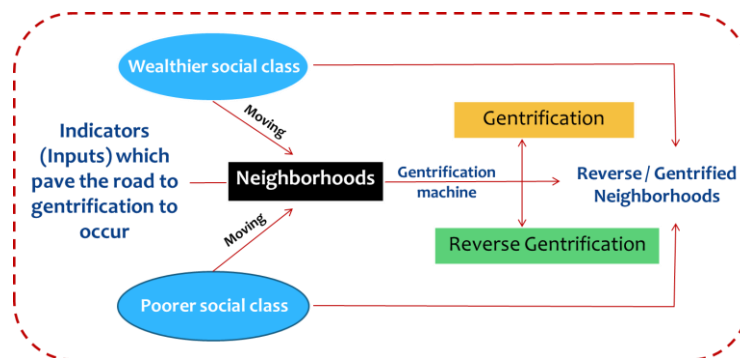 Wealthier social class
Moving
Indicators
(Inputs) which
pave the road to
gentrification to
occur
Neighborhoods
Gentrification
machine
Gentrification
Reverse / Gentrified
Neighborhoods
Reverse Gentrification
Moving
Poorer social class